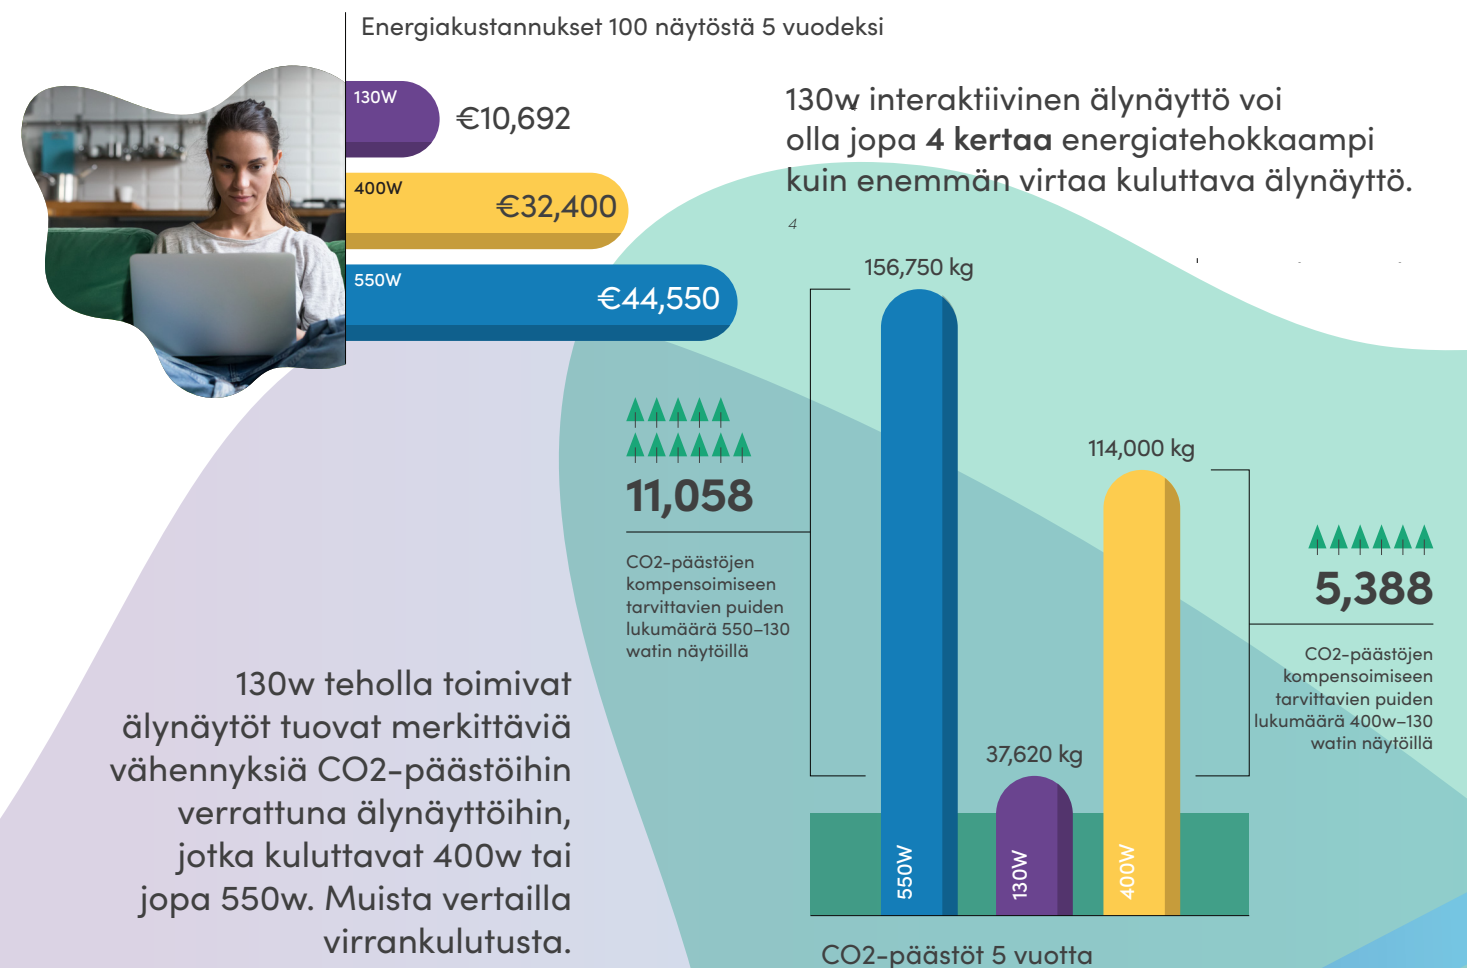 Energiakustannukset 100 näytöstä 5 vuodeksi
130W
€10,692
400W
€32,400
550W
€44,550
130w interaktiivinen älynäyttö voi
olla jopa 4 kertaa energiatehokkaampi
kuin enemmän virtaa kuluttava älynäyttö.
4
156,750 kg
11,058
CO2-päästöjen
kompensoimiseen
tarvittavien puiden
lukumäärä 550–130
watin näytöillä
114,000 kg
5,388
CO2-päästöjen
kompensoimiseen
tarvittavien puiden
lukumäärä 400w–130
watin näytöillä
37,620 kg
550W
130W
400W
CO2-päästöt 5 vuotta
130w teholla toimivat
älynäytöt tuovat merkittäviä
vähennyksiä CO2-päästöihin
verrattuna älynäyttöihin,
jotka kuluttavat 400w tai
jopa 550w. Muista vertailla
virrankulutusta.